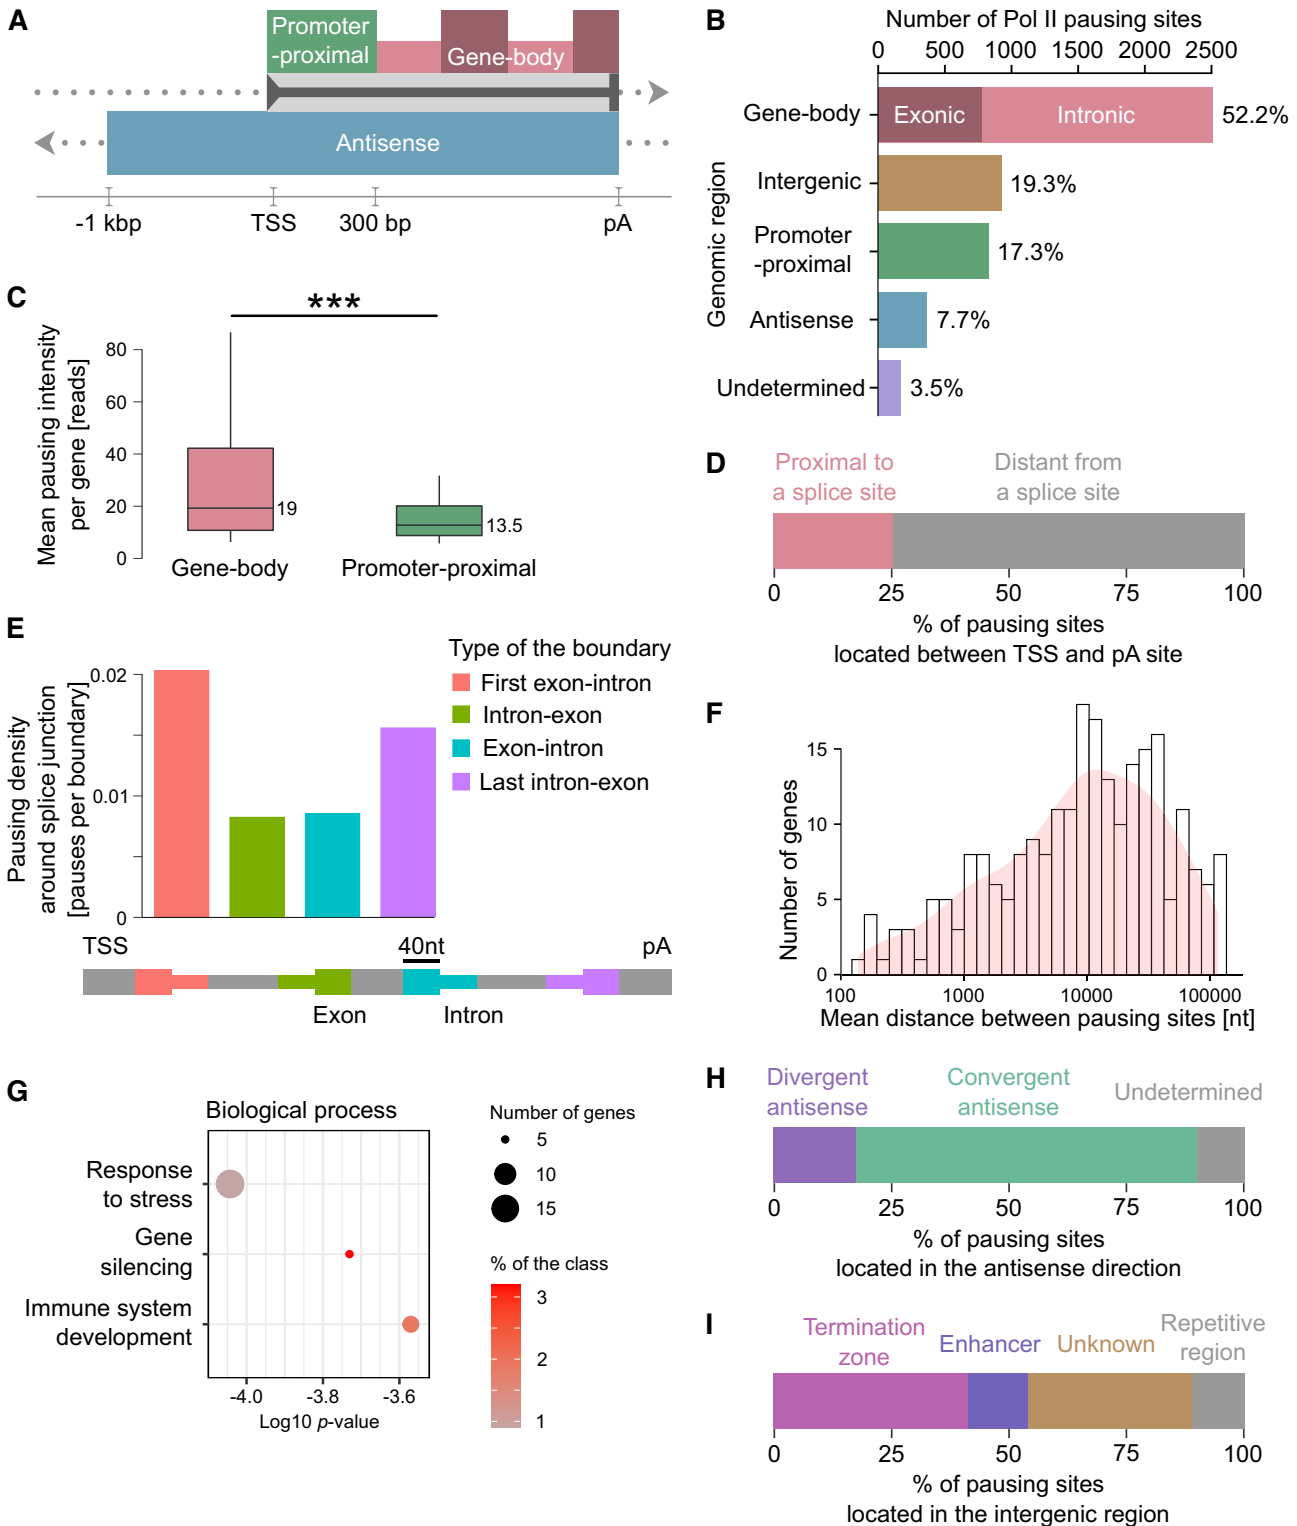 A
Promoter
-proximal
Gene-body
Antisense
-1 kbp
TSS
300 bp
pA
B
Number of Pol II pausing sites
0 500 1000 1500 2000 2500
Genomic region
Gene-body
Exonic
Intronic
52.2%
Intergenic
19.3%
Promoter
-proximal
17.3%
Antisense
7.7%
Undetermined
3.5%
C
***
Mean pausing intensity
per gene [reads]
80
60
40
20
0
19
13.5
Gene-body
Promoter-proximal
D
Proximal to
a splice site
Distant from
a splice site
0 25 50 75 100
% of pausing sites
located between TSS and pA site
E
Pausing density
around splice junction
[pauses per boundary]
0.02
0.01
0
Type of the boundary
First exon-intron
Intron-exon
Exon-intron
Last intron-exon
TSS
40nt
pA
Exon
Intron
F
Number of genes
15
10
5
0
100 1000 10000 100000
Mean distance between pausing sites [nt]
G
Biological process
Response
to stress
Gene
silencing
Immune system
development
-4.0 -3.8 -3.6
Log10 p-value
Number of genes
5
10
15
% of the class
3
2
1
H
Divergent
antisense
Convergent
antisense
Undetermined
0 25 50 75 100
% of pausing sites
located in the antisense direction
I
Termination
zone
Enhancer
Unknown
Repetitive
region
0 25 50 75 100
% of pausing sites
located in the intergenic region